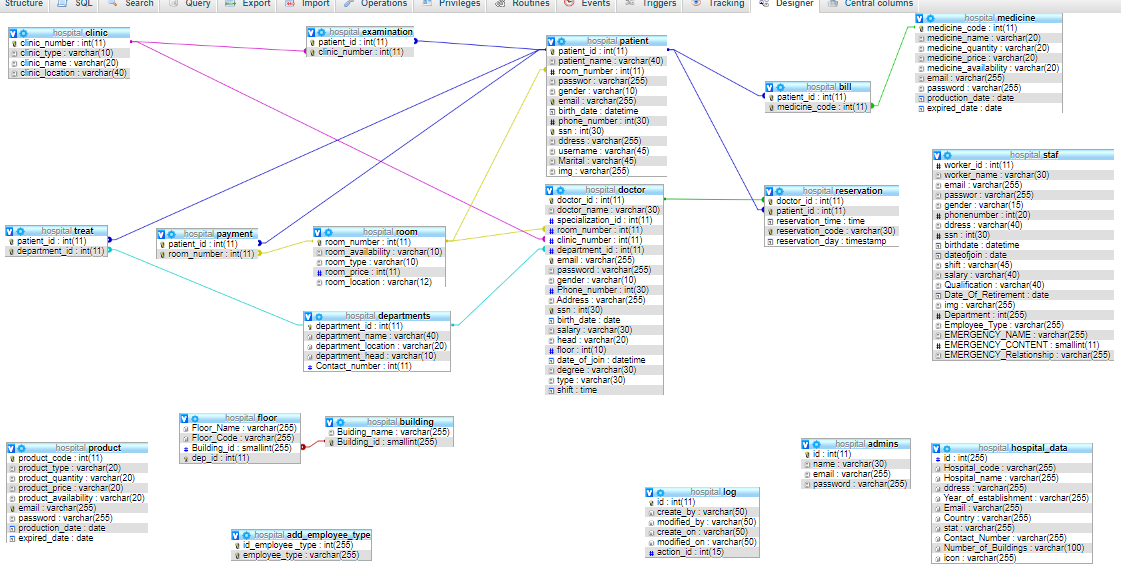 Structure SQL Search Query Export Import Operations Privileges Routines Events Triggers Tracking Designer Central columns
hospital clinic
clinic_number : int(11)
clinic_type : varchar(10)
clinic_name : varchar(20)
clinic_location : varchar(40)
hospital examination
patient_id : int(11)
clinic_number : int(11)
hospital patient
patient_id : int(11)
patient_name : varchar(40)
room_number : int(11)
passwor : varchar(255)
gender : varchar(10)
email : varchar(255)
birth_date : datetime
phone_number : int(30)
ssn : int(30)
ddress : varchar(255)
username : varchar(45)
Marital : varchar(45)
img : varchar(255)
hospital bill
patient_id : int(11)
medicine_code : int(11)
hospital medicine
medicine_code : int(11)
medicine_name : varchar(20)
medicine_quantity : varchar(20)
medicine_price : varchar(20)
medicine_availability : varchar(20)
email : varchar(255)
password : varchar(255)
production_date : date
expired_date : date
hospital staf
worker_id : int(11)
worker_name : varchar(30)
email : varchar(255)
passwor : varchar(255)
gender : varchar(15)
phonenumber : int(20)
ddress : varchar(40)
ssn : int(30)
birthdate : datetime
dateofjoin : date
shift : varchar(45)
salary : varchar(40)
Qualification : varchar(40)
Date_Of_Retirement : date
img : varchar(255)
Department : int(255)
Employee_Type : varchar(255)
EMERGENCY_NAME : varchar(255)
EMERGENCY_CONTENT : smallint(11)
EMERGENCY_Relationship : varchar(255)
hospital doctor
doctor_id : int(11)
doctor_name : varchar(30)
specialization_id : int(11)
room_number : int(11)
clinic_number : int(11)
department_id : int(11)
email : varchar(255)
password : varchar(255)
gender : varchar(10)
Phone_number : int(30)
Address : varchar(255)
ssn : int(30)
birth_date : date
salary : varchar(30)
head : varchar(20)
floor : int(10)
date_of_join : datetime
degree : varchar(30)
type : varchar(30)
shift : time
hospital reservation
doctor_id : int(11)
patient_id : int(11)
reservation_time : time
reservation_code : varchar(30)
reservation_day : timestamp
hospital treat
patient_id : int(11)
department_id : int(11)
hospital payment
patient_id : int(11)
room_number : int(11)
hospital room
room_number : int(11)
room_availability : varchar(10)
room_type : varchar(10)
room_price : int(11)
room_location : varchar(12)
hospital departments
department_id : int(11)
department_name : varchar(40)
department_location : varchar(20)
department_head : varchar(10)
Contact_number : int(11)
hospital floor
Floor_Name : varchar(255)
Floor_Code : varchar(255)
Building_id : smallint(255)
dep_id : int(11)
hospital building
Buiding_name : varchar(255)
Building_id : smallint(255)
hospital product
product_code : int(11)
product_type : varchar(20)
product_quantity : varchar(20)
product_price : varchar(20)
product_availability : varchar(20)
email : varchar(255)
password : varchar(255)
production_date : date
expired_date : date
hospital add_employee_type
id_employee_type : int(255)
employee_type : varchar(255)
hospital log
id : int(11)
create_by : varchar(50)
modified_by : varchar(50)
create_on : varchar(50)
modified_on : varchar(50)
action_id : int(15)
hospital admins
id : int(11)
name : varchar(30)
email : varchar(255)
password : varchar(255)
hospital hospital_data
id : int(255)
Hospital_code : varchar(255)
Hospital_name : varchar(255)
ddress : varchar(255)
Year_of_establishment : varchar(255)
Email : varchar(255)
Country : varchar(255)
stat : varchar(255)
Contact_Number : varchar(255)
Number_of_Buildings : varchar(100)
icon : varchar(255)